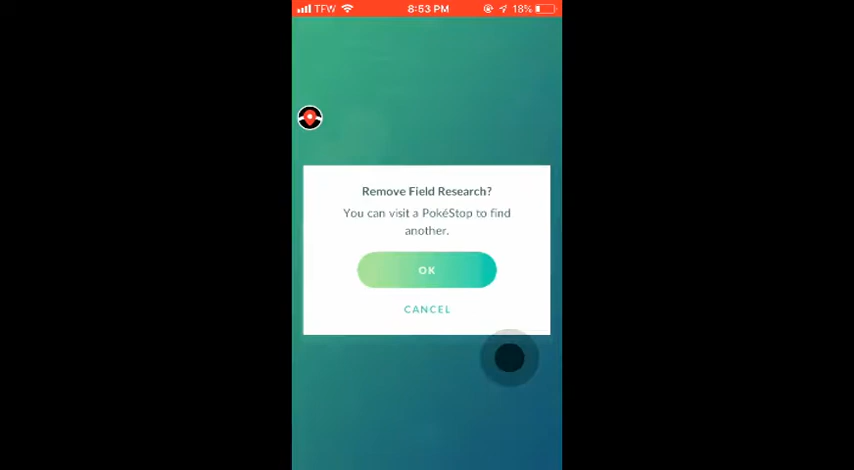 TFW 8:53 PM 18%
Remove Field Research?
You can visit a PokéStop to find
another.
OK
CANCEL